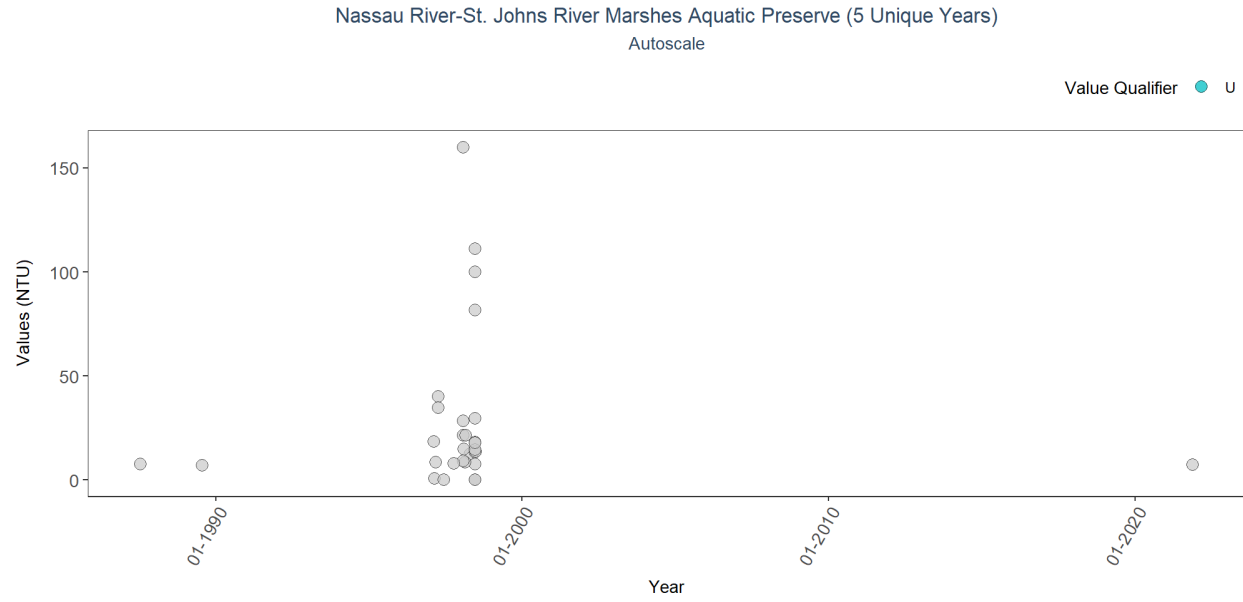 Nassau River-St. Johns River Marshes Aquatic Preserve (5 Unique Years)
Autoscale
Value Qualifier U
Values (NTU)
150
100
50
0
01-1990 01-2000 01-2010 01-2020
Year